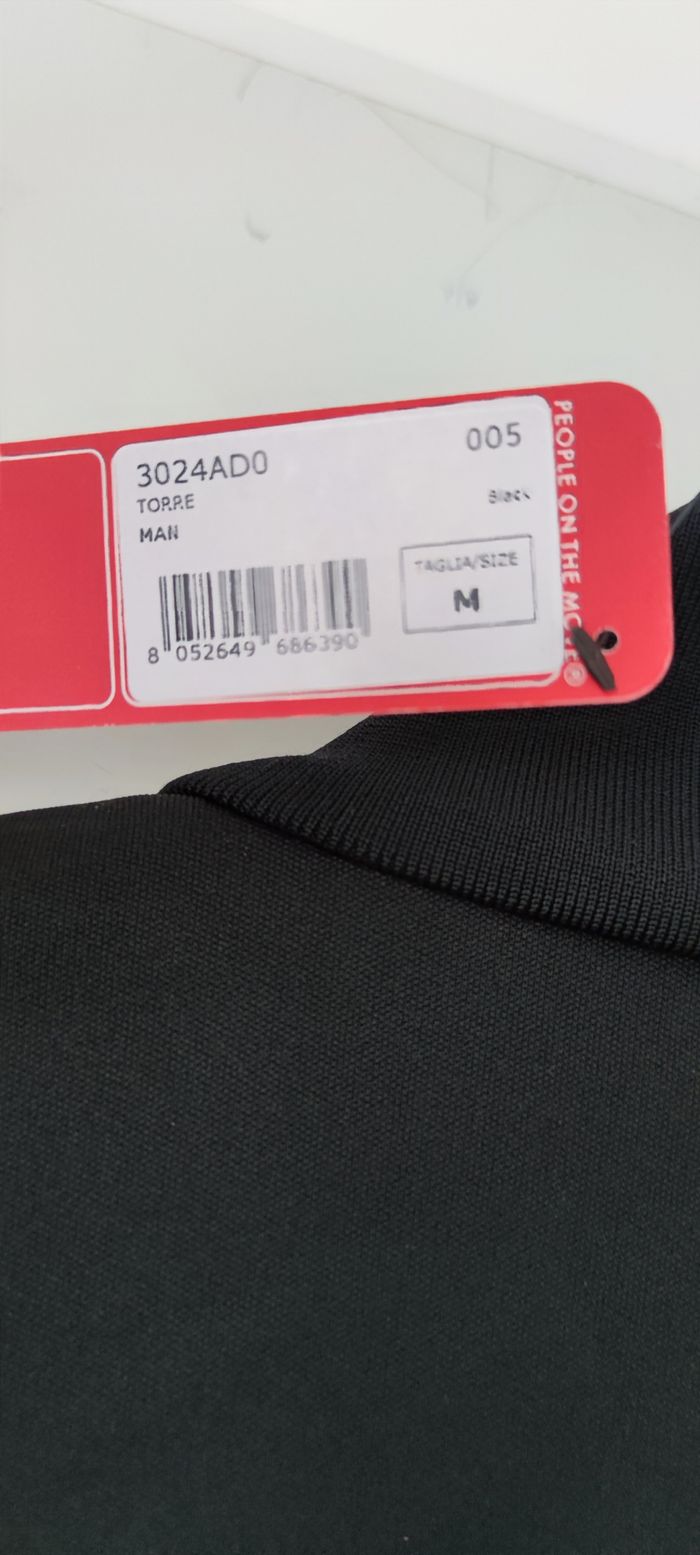 3024AD0
005
TORRE
Black
MAN
TAGLIA/SIZE
M
8 052649 686390
PEOPLE ON THE MOVE®